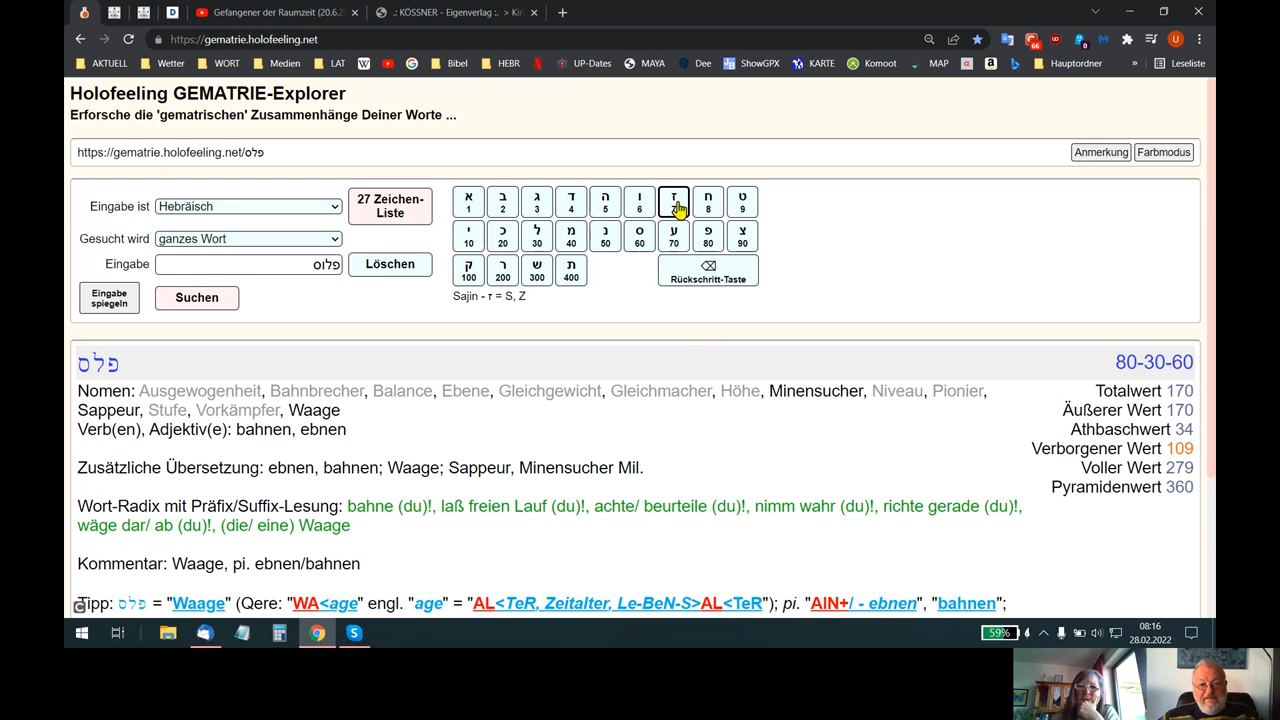 Gefangener der Raumzeit (20.6.2
.: KÖSSNER - Eigenverlag :. > Kir
https://gematrie.holofeeling.net
AKTUELL Wetter WORT Medien LAT Bibel HEBR UP-Dates MAYA Dee ShowGPX KARTE Komoot MAP Hauptordner » Leseliste
Holofeeling GEMATRIE-Explorer
Erforsche die 'gematrischen' Zusammenhänge Deiner Worte ...
https://gematrie.holofeeling.net/פלס
Anmerkung Farbmodus
Eingabe ist Hebräisch
27 Zeichen-Liste
Gesucht wird ganzes Wort
Eingabe פלוס
Löschen
Eingabe spiegeln
Suchen
א ב ג ד ה ו ז ח ט
1 2 3 4 5 6 7 8 9
י כ ל מ נ ס ע פ צ
10 20 30 40 50 60 70 80 90
ק ר ש ת ⌫
100 200 300 400 Rückschritt-Taste
Sajin - ז = S, Z
פלס 80-30-60
Nomen: Ausgewogenheit, Bahnbrecher, Balance, Ebene, Gleichgewicht, Gleichmacher, Höhe, Minensucher, Niveau, Pionier,
Sappeur, Stufe, Vorkämpfer, Waage
Verb(en), Adjektiv(e): bahnen, ebnen
Zusätzliche Übersetzung: ebnen, bahnen; Waage; Sappeur, Minensucher Mil.
Wort-Radix mit Präfix/Suffix-Lesung: bahne (du)!, laß freien Lauf (du)!, achte/ beurteile (du)!, nimm wahr (du)!, richte gerade (du)!,
wäge dar/ ab (du)!, (die/ eine) Waage
Kommentar: Waage, pi. ebnen/bahnen
Tipp: פלס = "Waage" (Qere: "WA<age" engl. "age" = "AL<TeR, Zeitalter, Le-BeN-S>AL<TeR"); pi. "AIN+/ - ebnen", "bahnen";
Totalwert 170
Äußerer Wert 170
Athbaschwert 34
Verborgener Wert 109
Voller Wert 279
Pyramidenwert 360
59%
08:16
28.02.2022